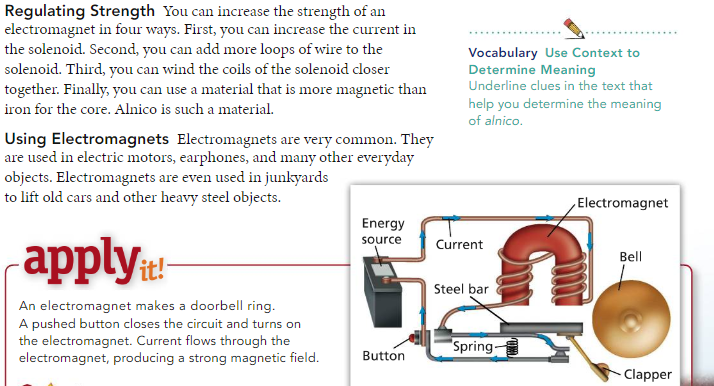 Regulating Strength You can increase the strength of an
electromagnet in four ways. First, you can increase the current in
the solenoid. Second, you can add more loops of wire to the
solenoid. Third, you can wind the coils of the solenoid closer
together. Finally, you can use a material that is more magnetic than
iron for the core. Alnico is such a material.
Using Electromagnets Electromagnets are very common. They
are used in electric motors, earphones, and many other everyday
objects. Electromagnets are even used in junkyards
to lift old cars and other heavy steel objects.
Vocabulary Use Context to
Determine Meaning
Underline clues in the text that
help you determine the meaning
of alnico.
apply it!
An electromagnet makes a doorbell ring.
A pushed button closes the circuit and turns on
the electromagnet. Current flows through the
electromagnet, producing a strong magnetic field.
Electromagnet
Energy
source
Current
Bell
Steel bar
Spring
Button
Clapper